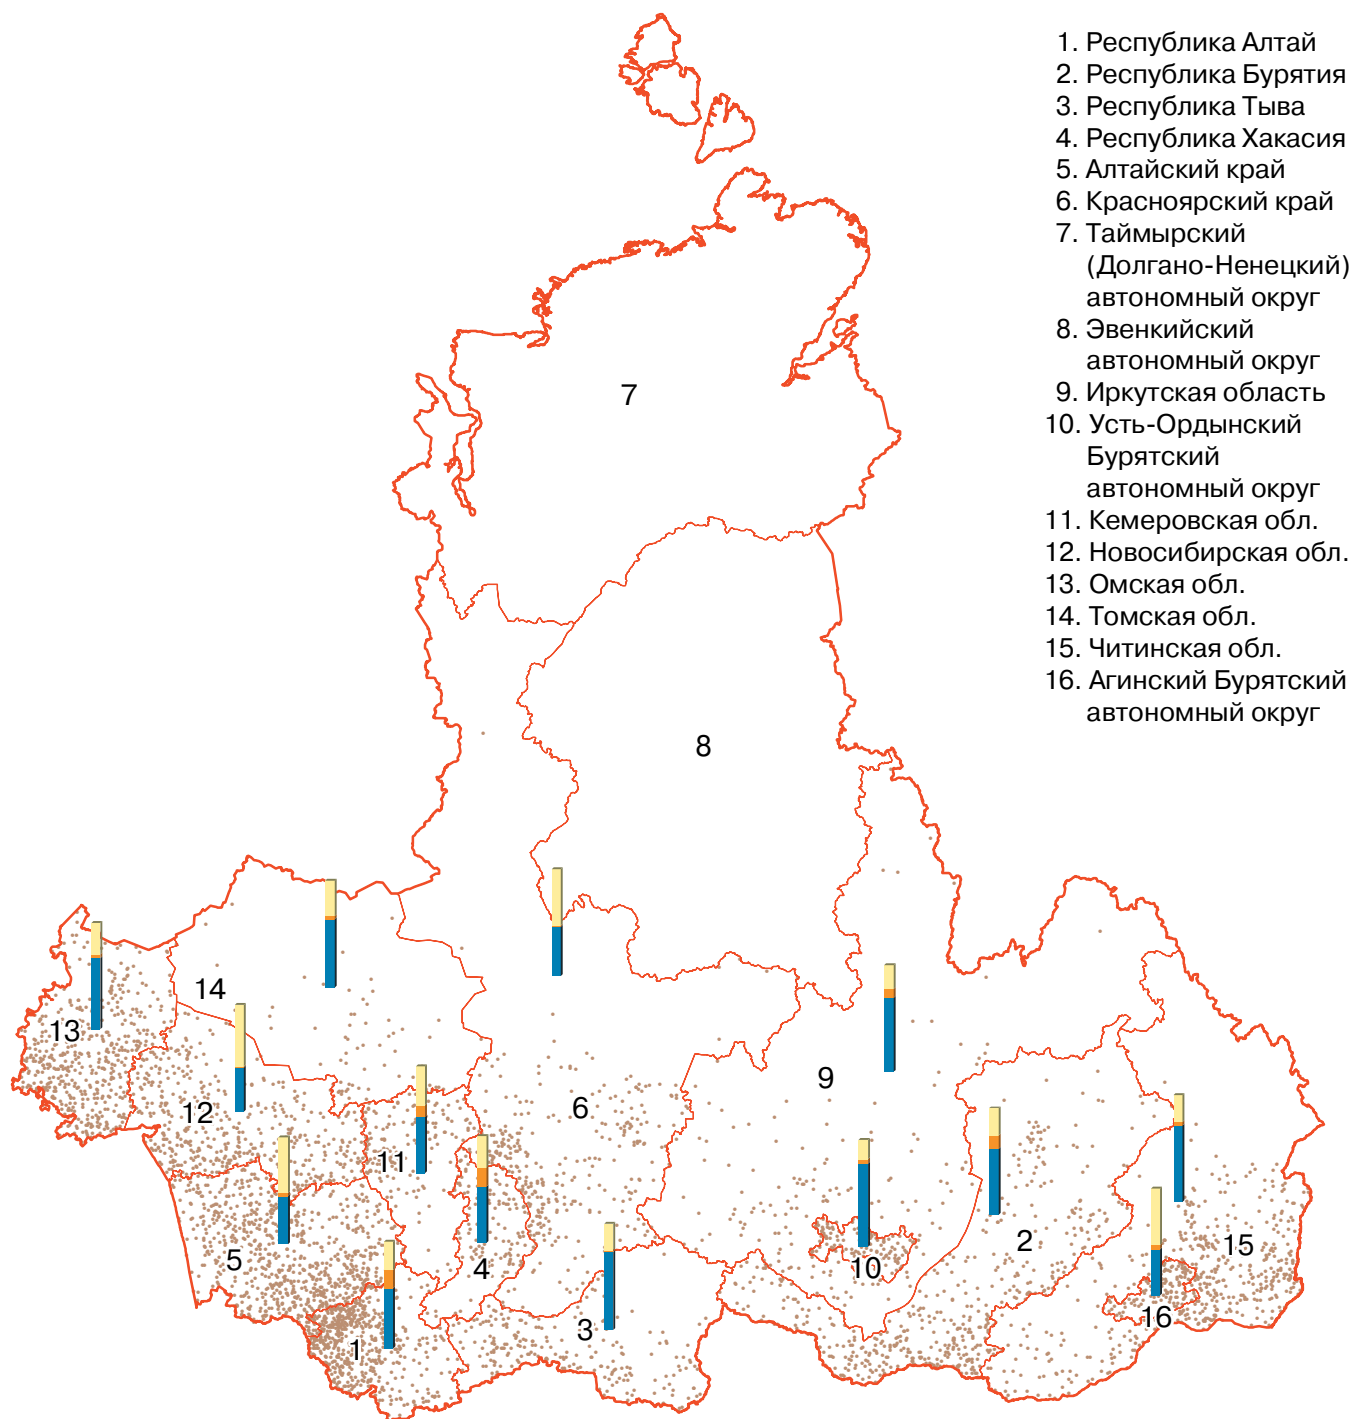 1. Республика Алтай
2. Республика Бурятия
3. Республика Тыва
4. Республика Хакасия
5. Алтайский край
6. Красноярский край
7. Таймырский
(Долгано-Ненецкий)
автономный округ
8. Эвенкийский
автономный округ
9. Иркутская область
10. Усть-Ордынский
Бурятский
автономный округ
11. Кемеровская обл.
12. Новосибирская обл.
13. Омская обл.
14. Томская обл.
15. Читинская обл.
16. Агинский Бурятский
автономный округ
7
8
14
13
9
12
6
11
5
4
10
2
15
1
3
16